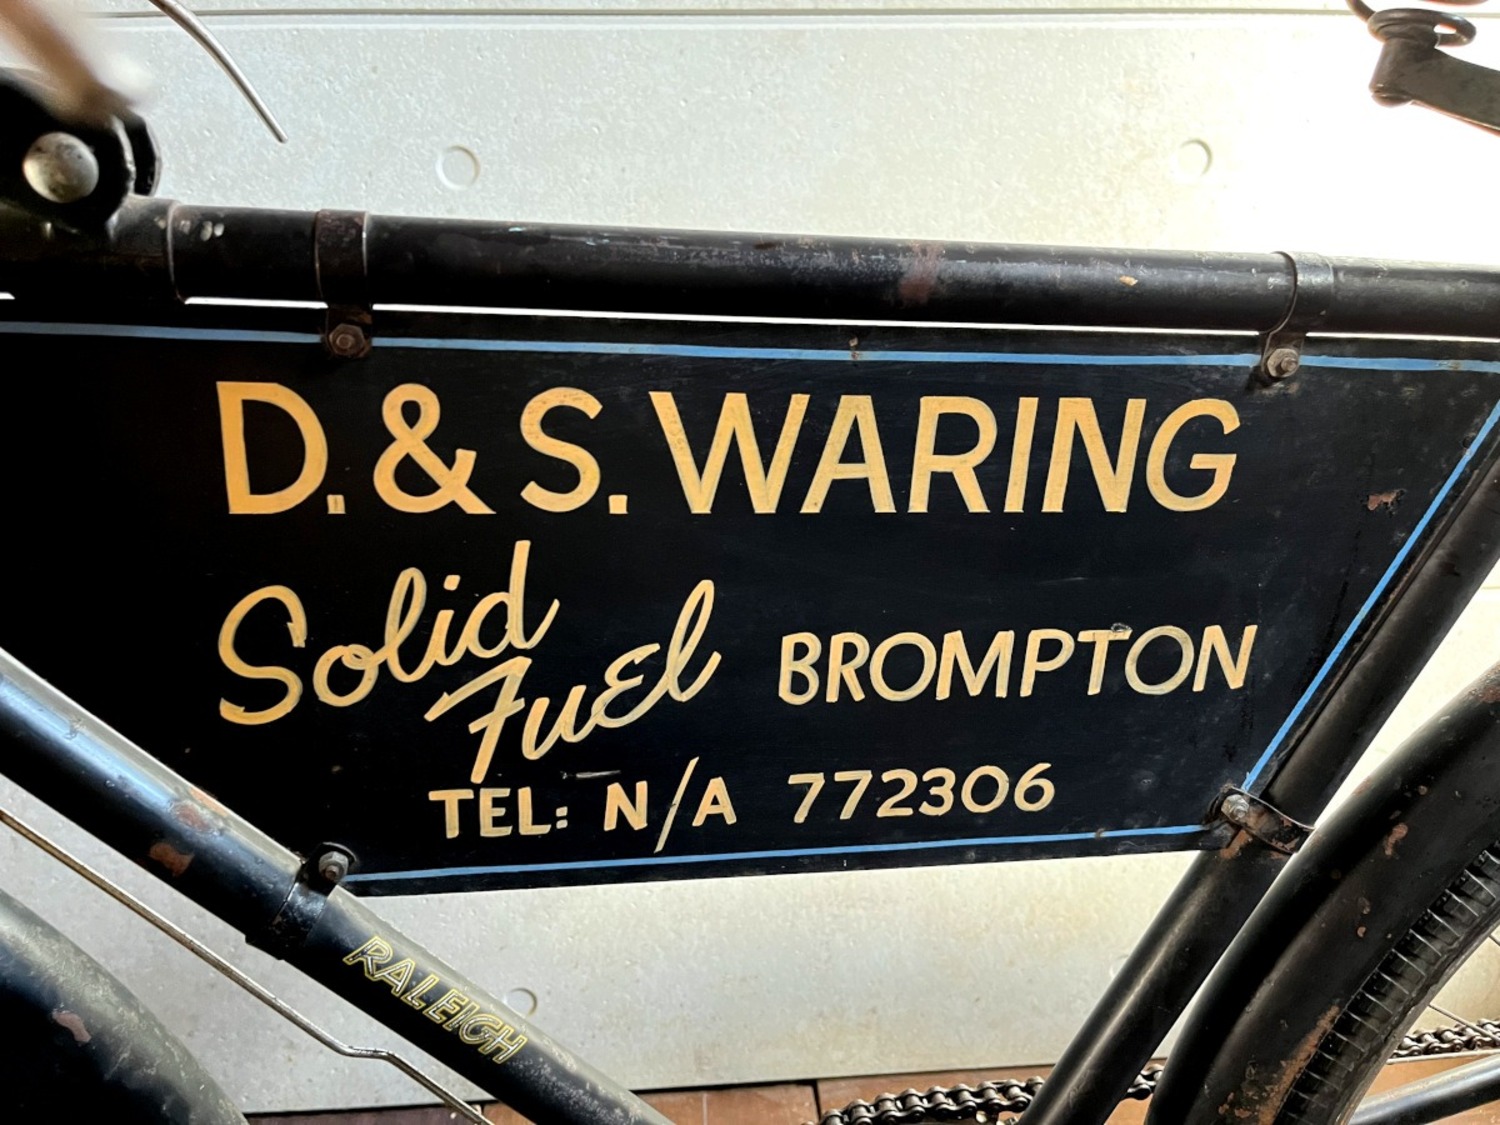 D. & S. WARING
Solid Fuel BROMPTON
TEL: N/A 772306
RALEIGH